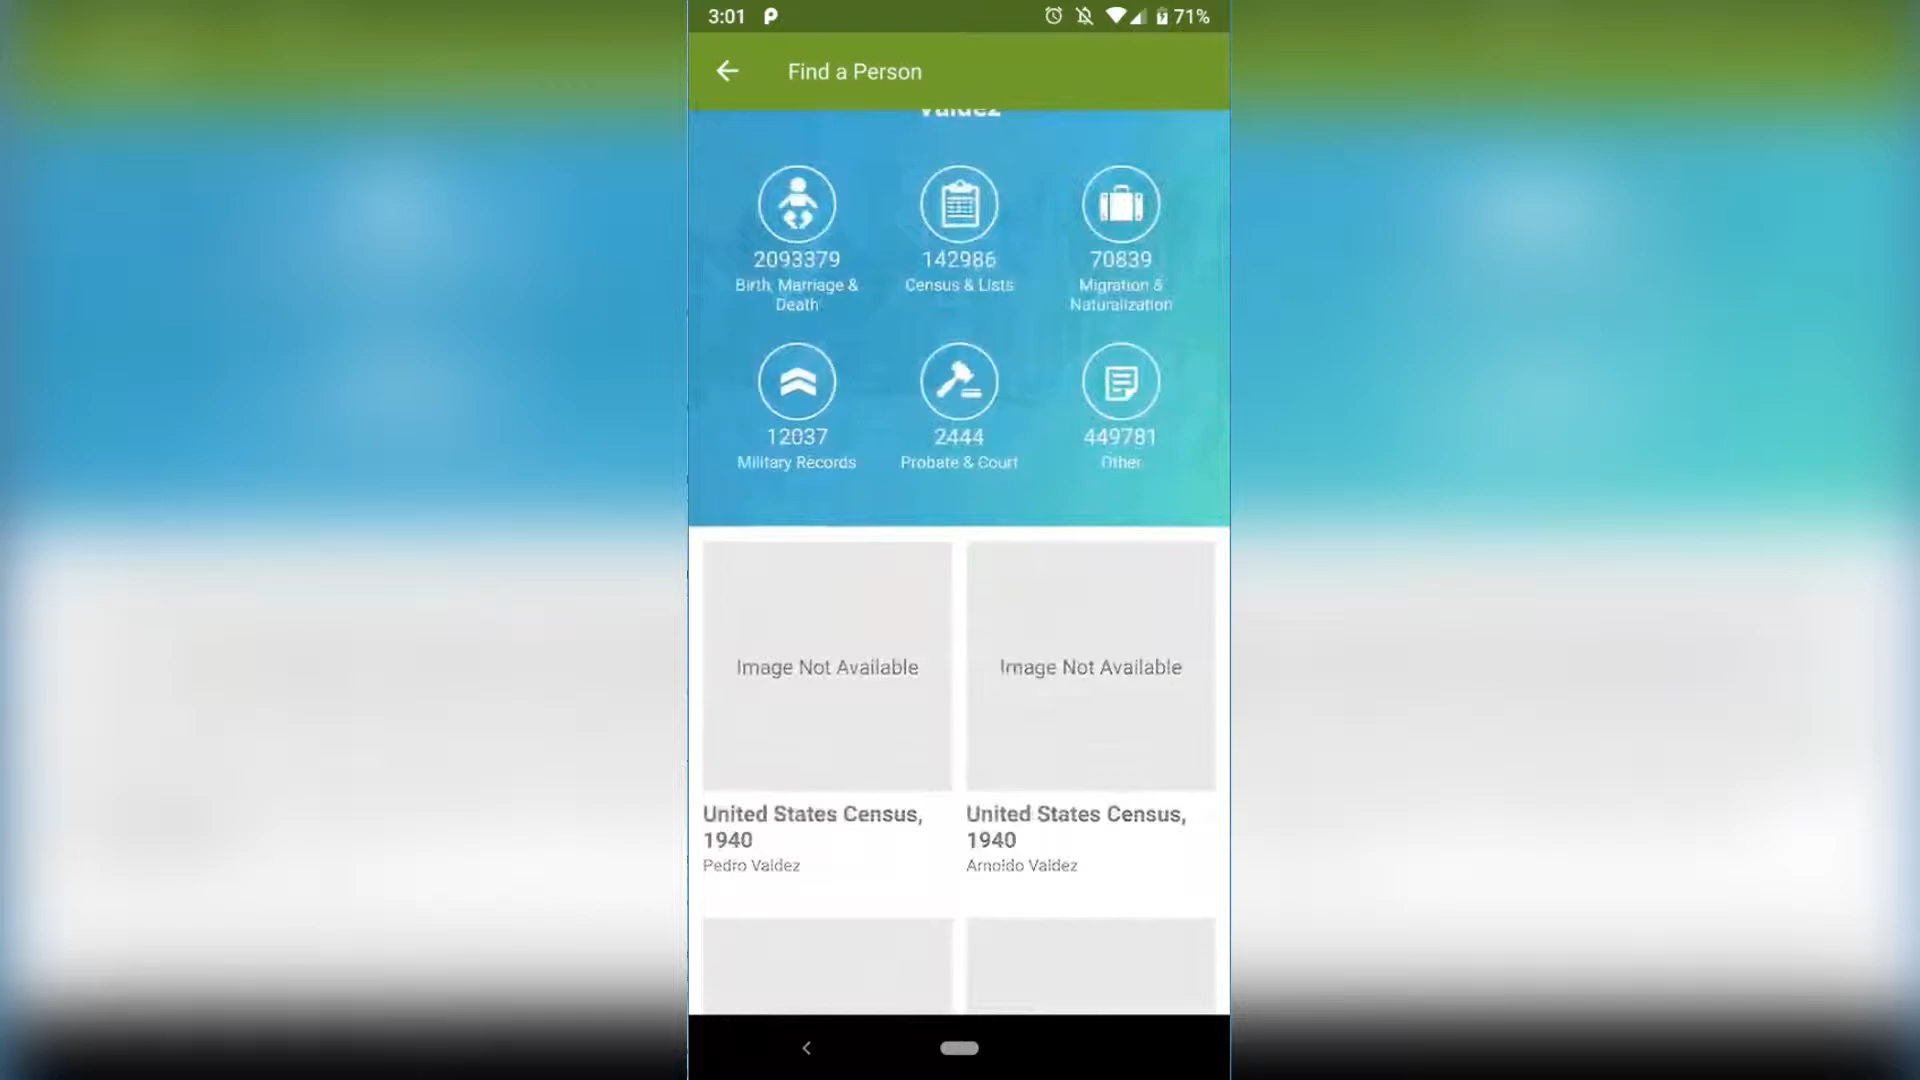 3:01
71%
Find a Person
Valdez
2093379
142986
70839
Birth, Marriage &
Death
Census & Lists
Migration &
Naturalization
12037
2444
449781
Military Records
Probate & Court
Other
Image Not Available
Image Not Available
United States Census,
1940
Pedro Valdez
United States Census,
1940
Arnoldo Valdez